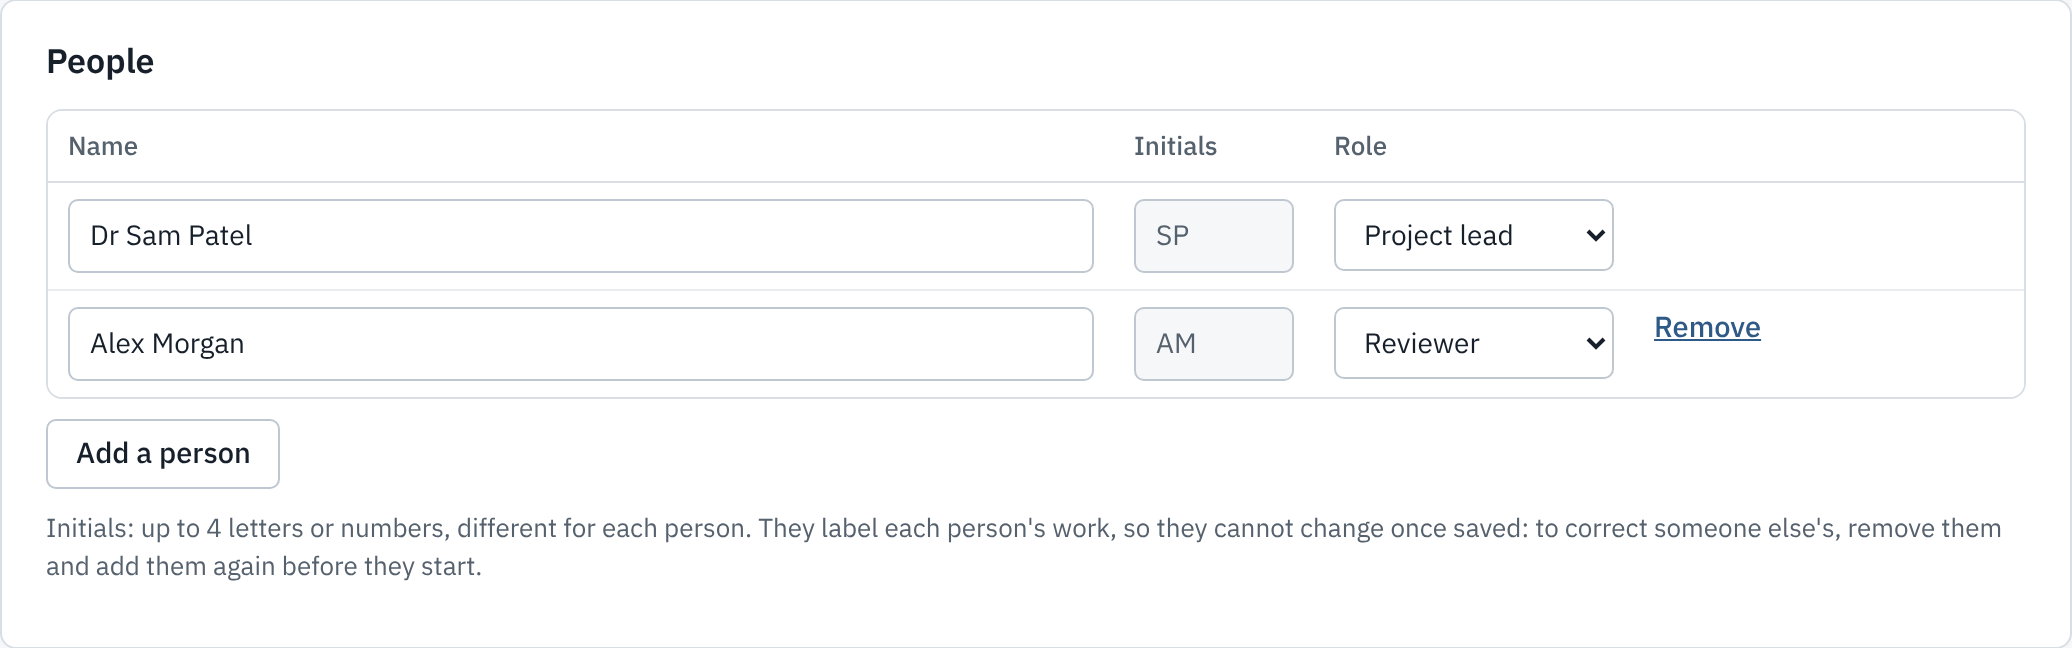 People
Name Initials Role
Dr Sam Patel SP Project lead
Alex Morgan AM Reviewer Remove
Add a person
Initials: up to 4 letters or numbers, different for each person. They label each person's work, so they cannot change once saved: to correct someone else's, remove them
and add them again before they start.